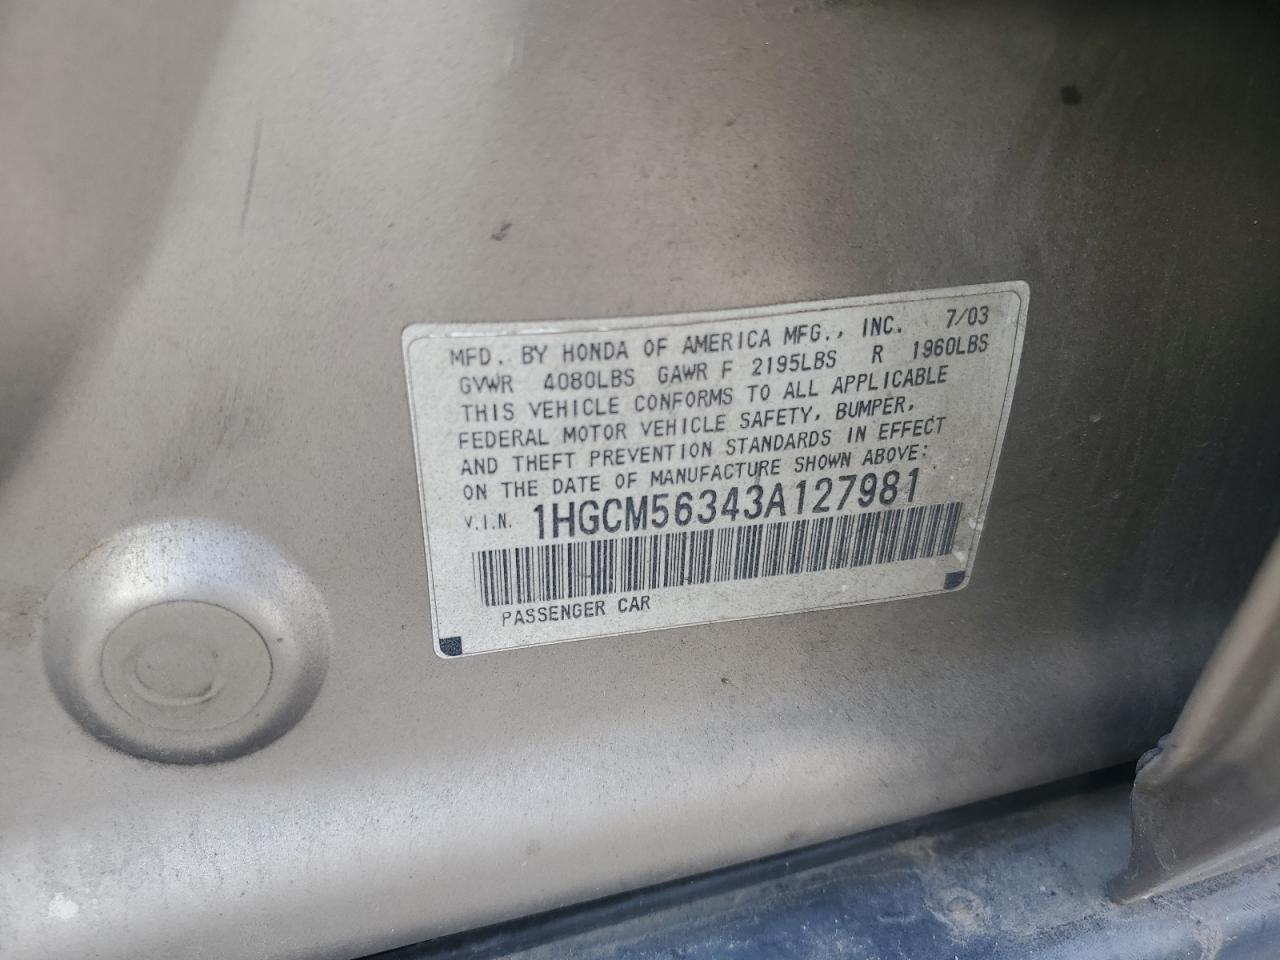 MFD. BY HONDA OF AMERICA MFG., INC. 7/03
GVWR 4080LBS GAWR F 2195LBS R 1960LBS
THIS VEHICLE CONFORMS TO ALL APPLICABLE
FEDERAL MOTOR VEHICLE SAFETY, BUMPER,
AND THEFT PREVENTION STANDARDS IN EFFECT
ON THE DATE OF MANUFACTURE SHOWN ABOVE:
V.I.N. 1HGCM56343A127981
PASSENGER CAR